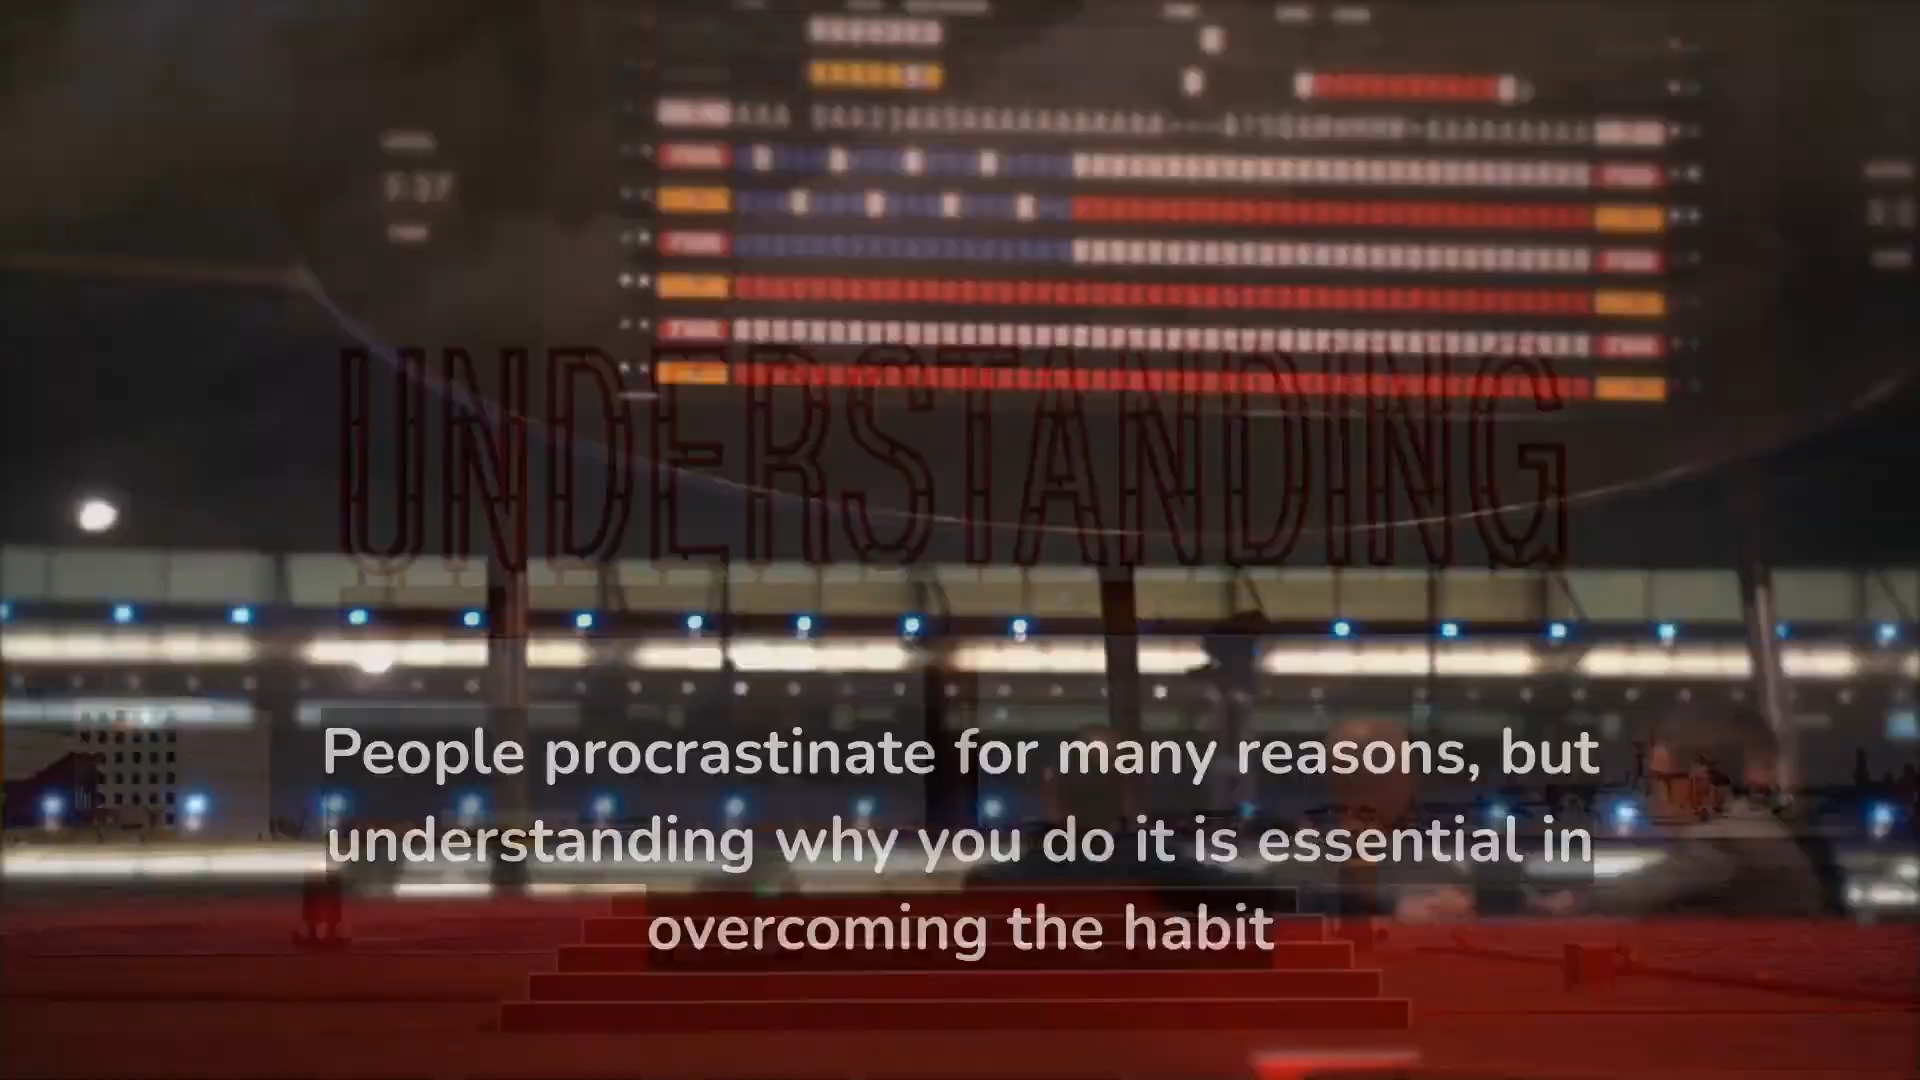 UNDERSTANDING
People procrastinate for many reasons, but
understanding why you do it is essential in
overcoming the habit